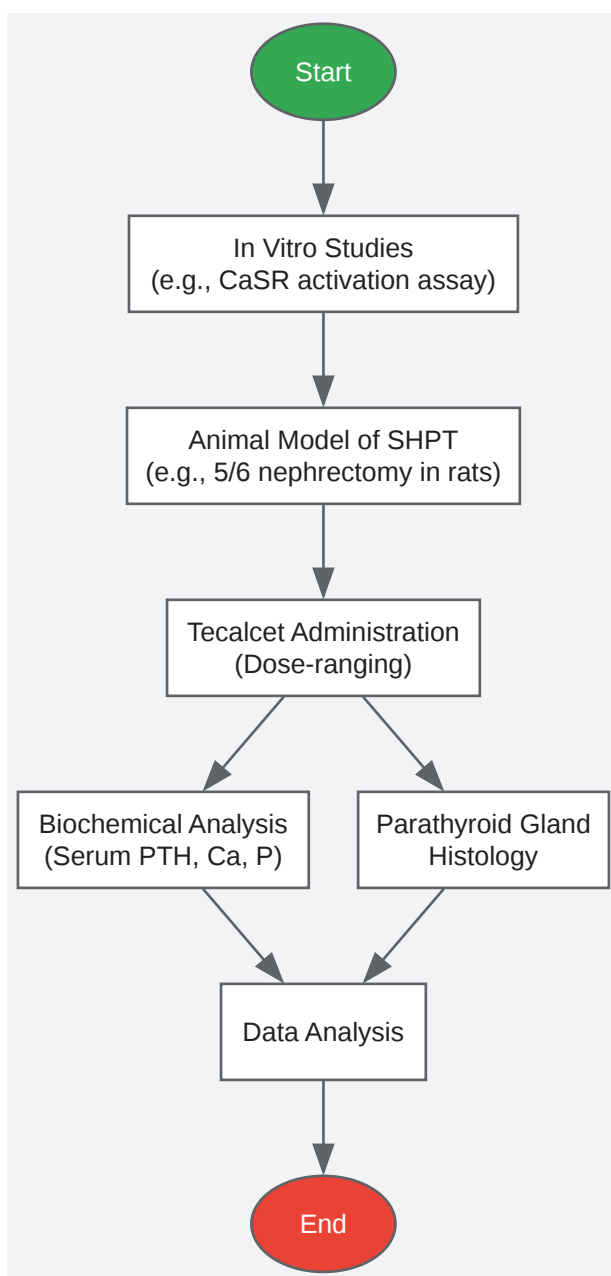 Start
In Vitro Studies
(e.g., CaSR activation assay)
Animal Model of SHPT
(e.g., 5/6 nephrectomy in rats)
Tecalcet Administration
(Dose-ranging)
Biochemical Analysis
(Serum PTH, Ca, P)
Parathyroid Gland
Histology
Data Analysis
End